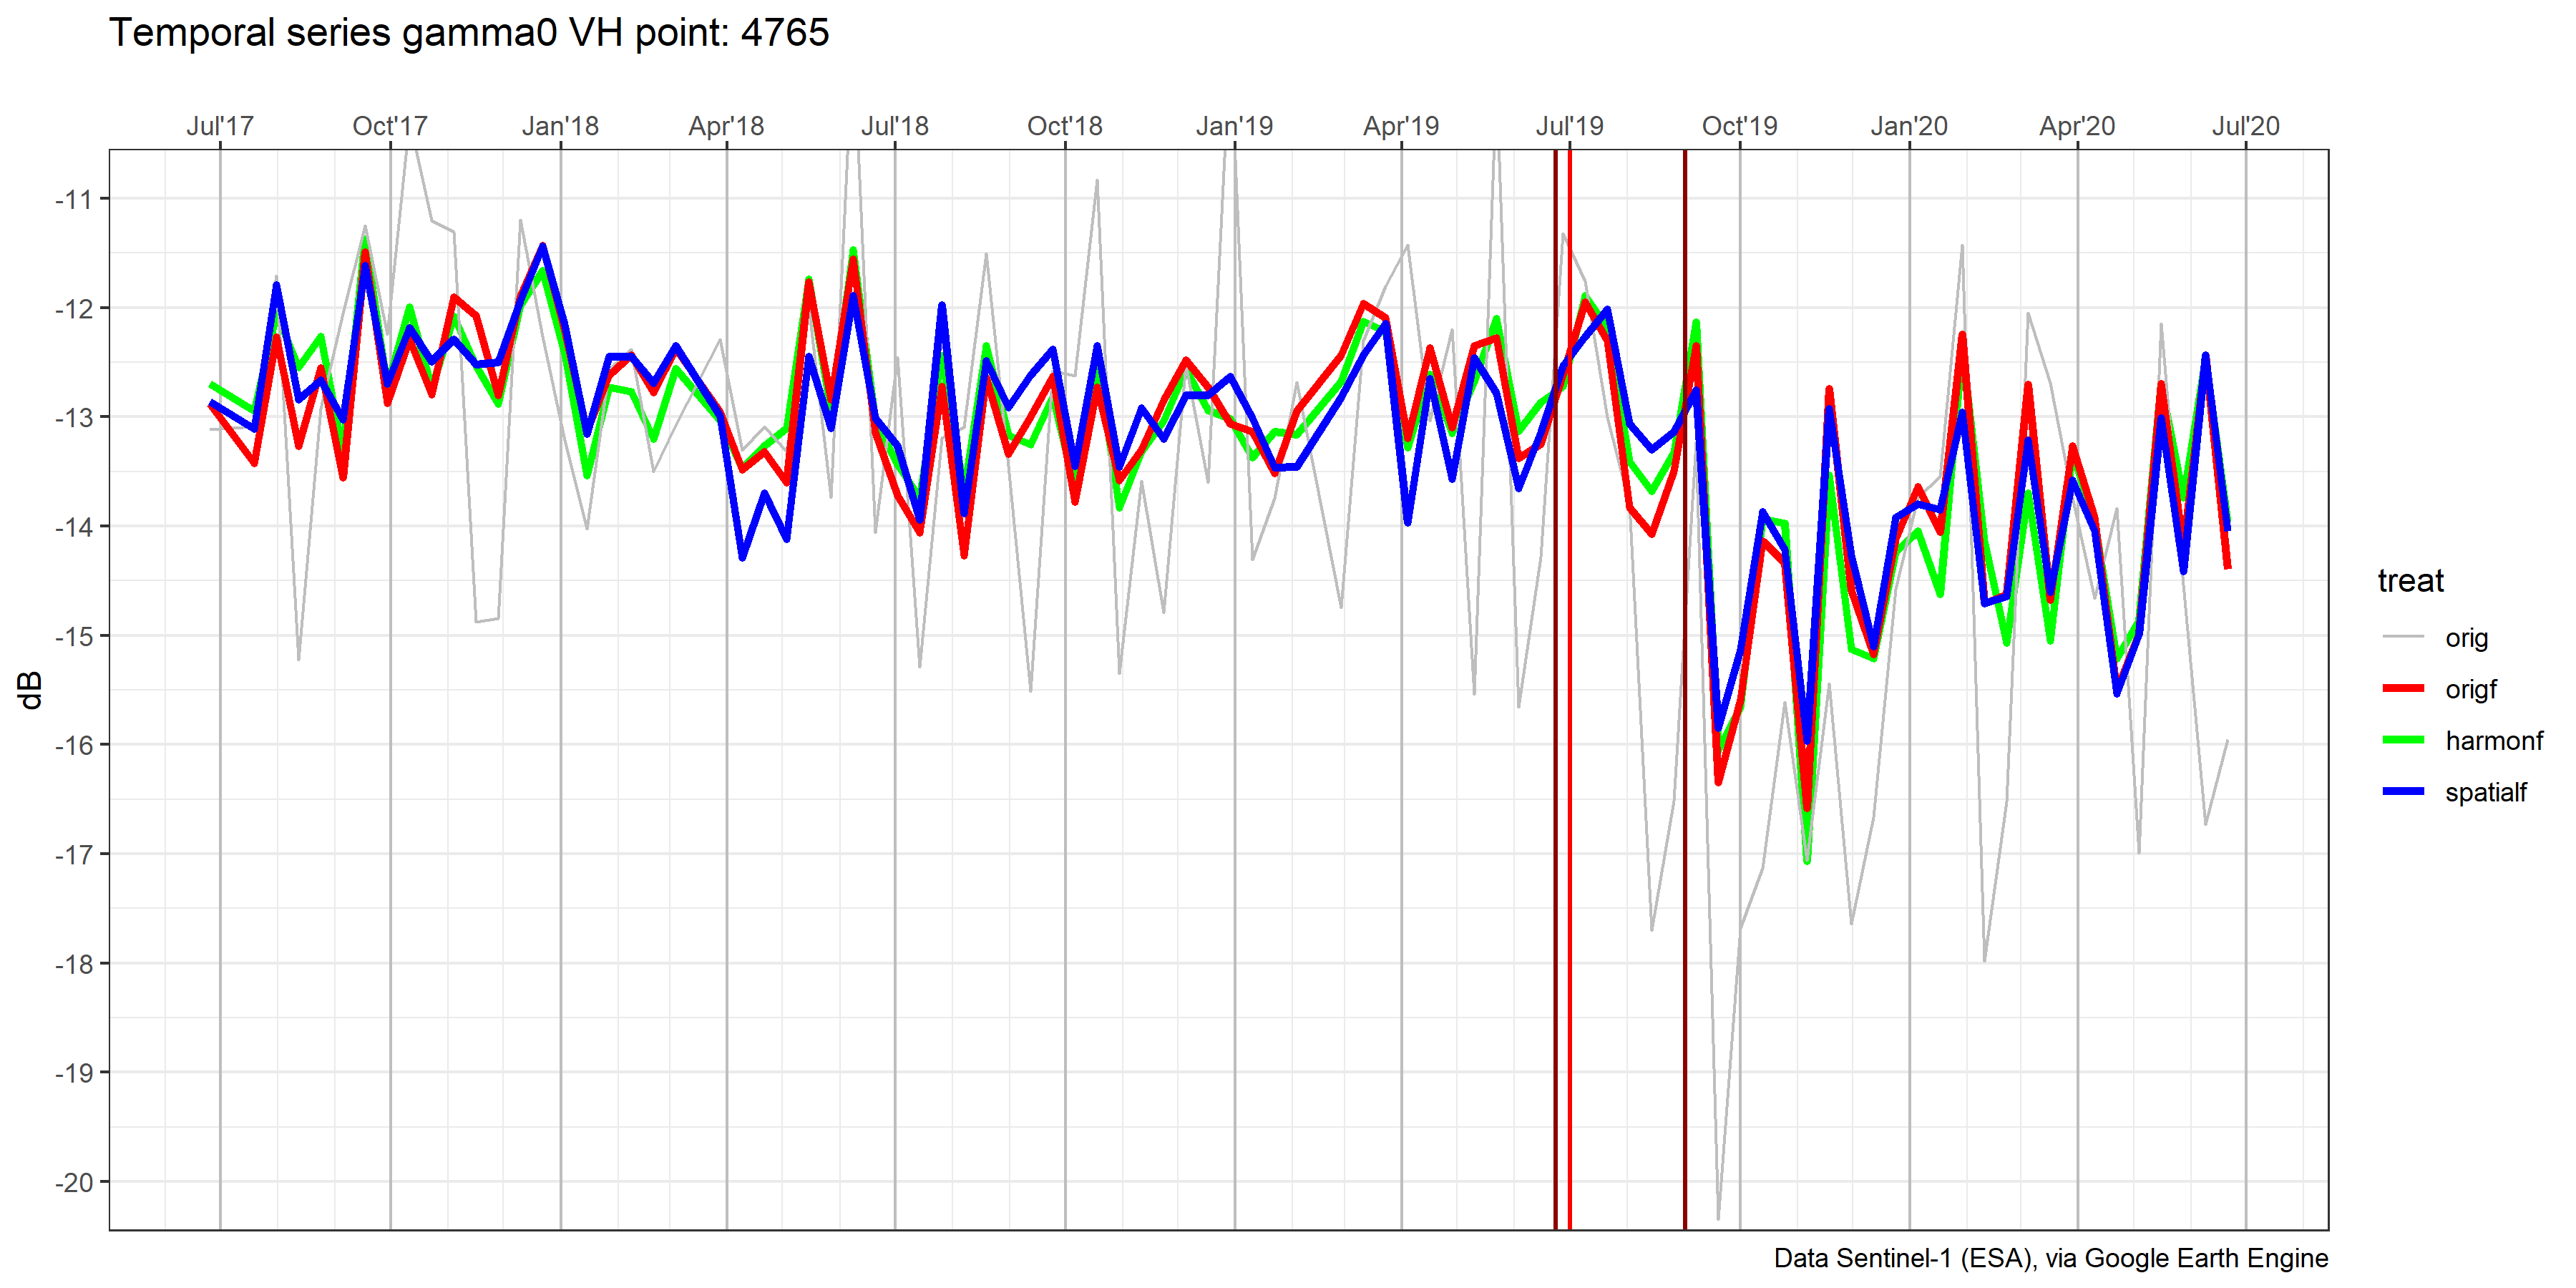 Temporal series gamma0 VH point: 4765
Jul'17 Oct'17 Jan'18 Apr'18 Jul'18 Oct'18 Jan'19 Apr'19 Jul'19 Oct'19 Jan'20 Apr'20 Jul'20
-11
-12
-13
-14
-15
-16
-17
-18
-19
-20
dB
treat
orig
origf
harmonf
spatialf
Data Sentinel-1 (ESA), via Google Earth Engine